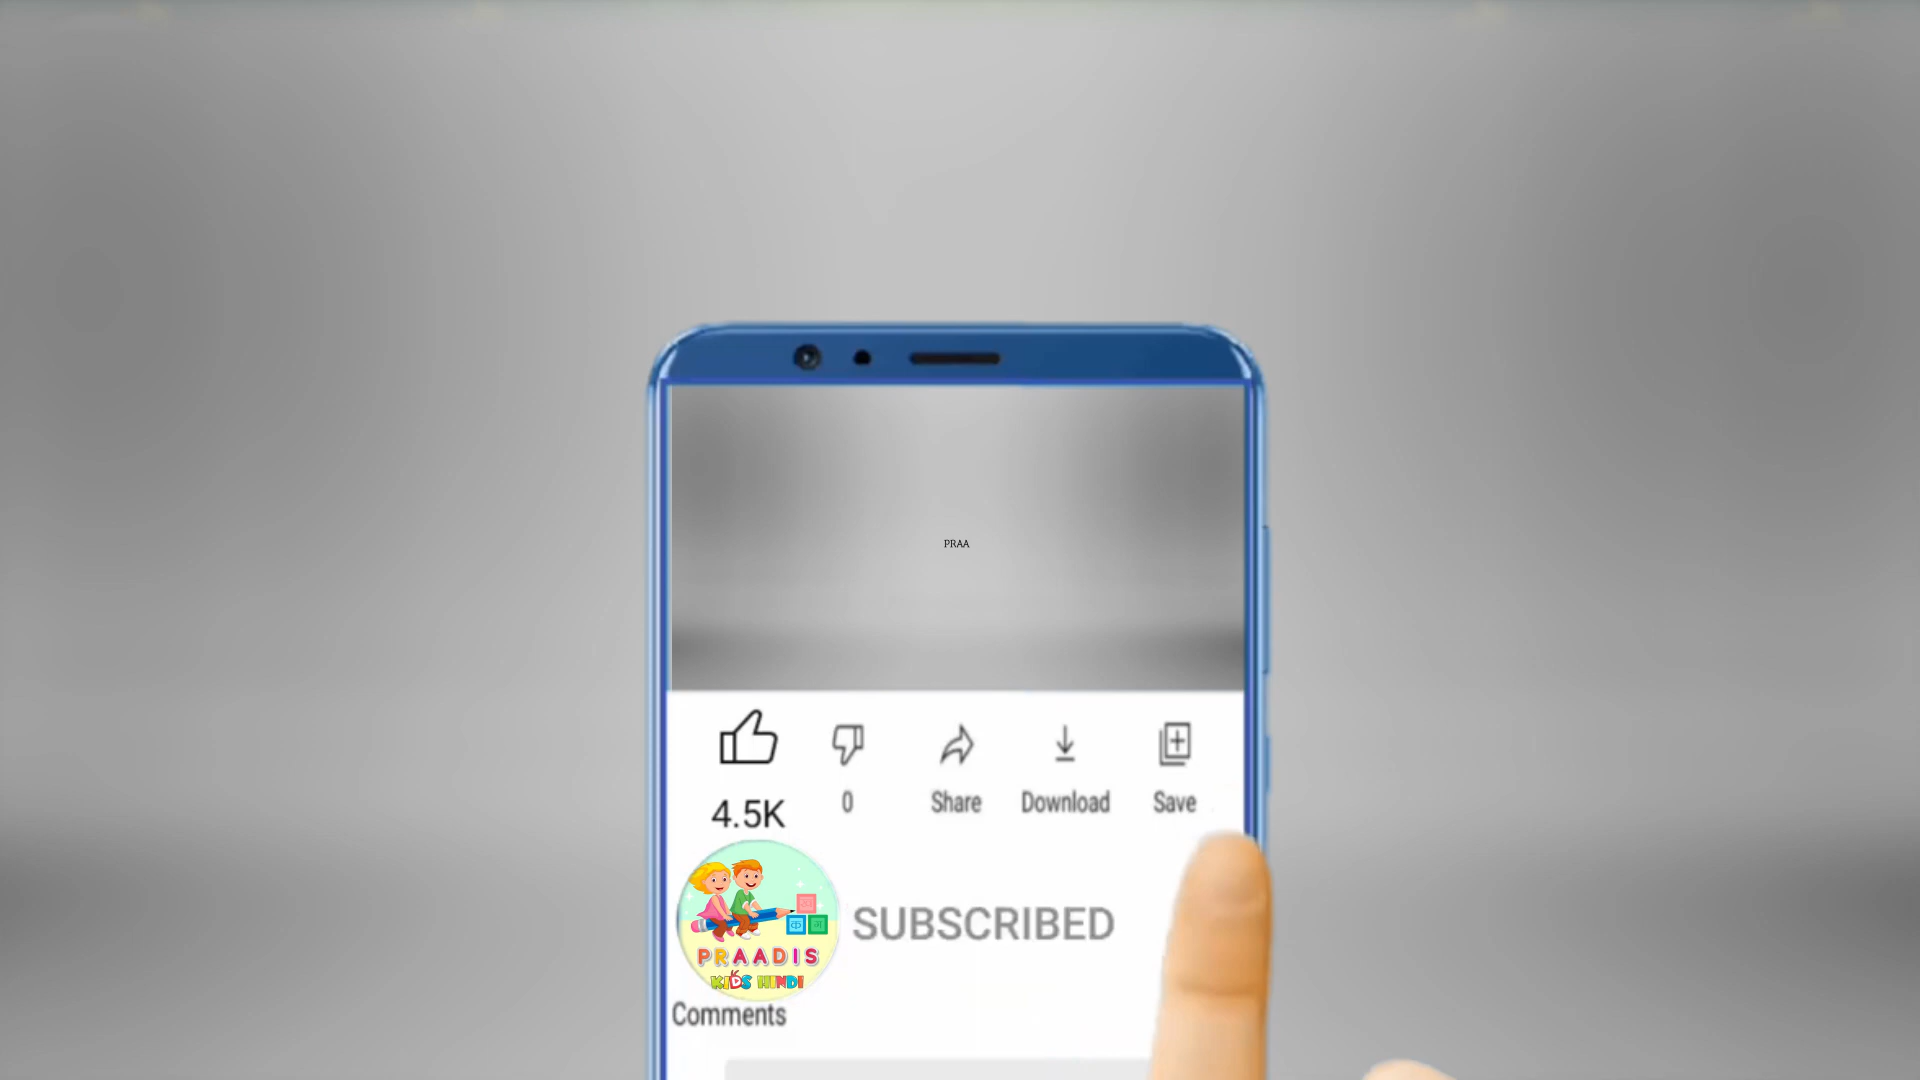 PRAA
4.5K
0
Share
Download
Save
PRAADIS
KIDS HINDI
SUBSCRIBED
Comments